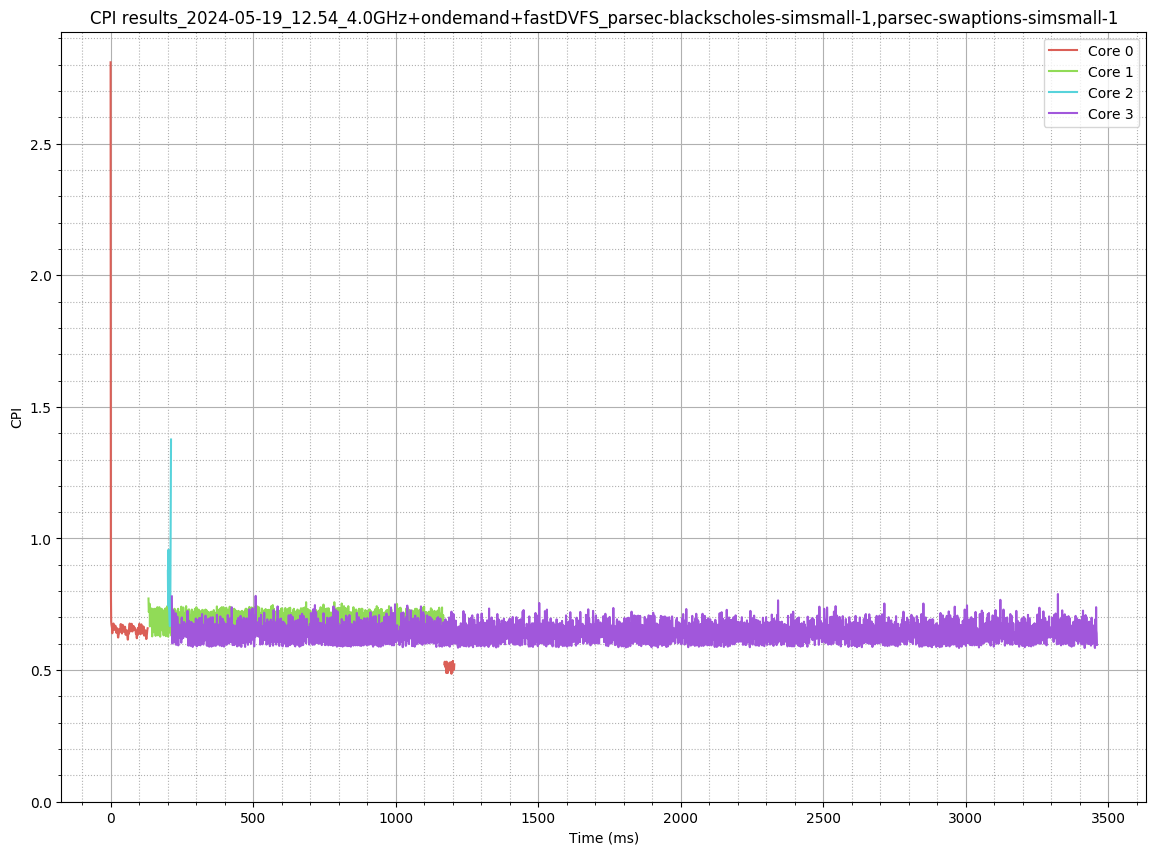 CPI results_2024-05-19_12.54_4.0GHz+ondemand+fastDVFS_parsec-blackscholes-simsmall-1,parsec-swaptions-simsmall-1
Core 0
Core 1
Core 2
Core 3
2.5
2.0
1.5
1.0
0.5
0.0
CPI
0 500 1000 1500 2000 2500 3000 3500
Time (ms)